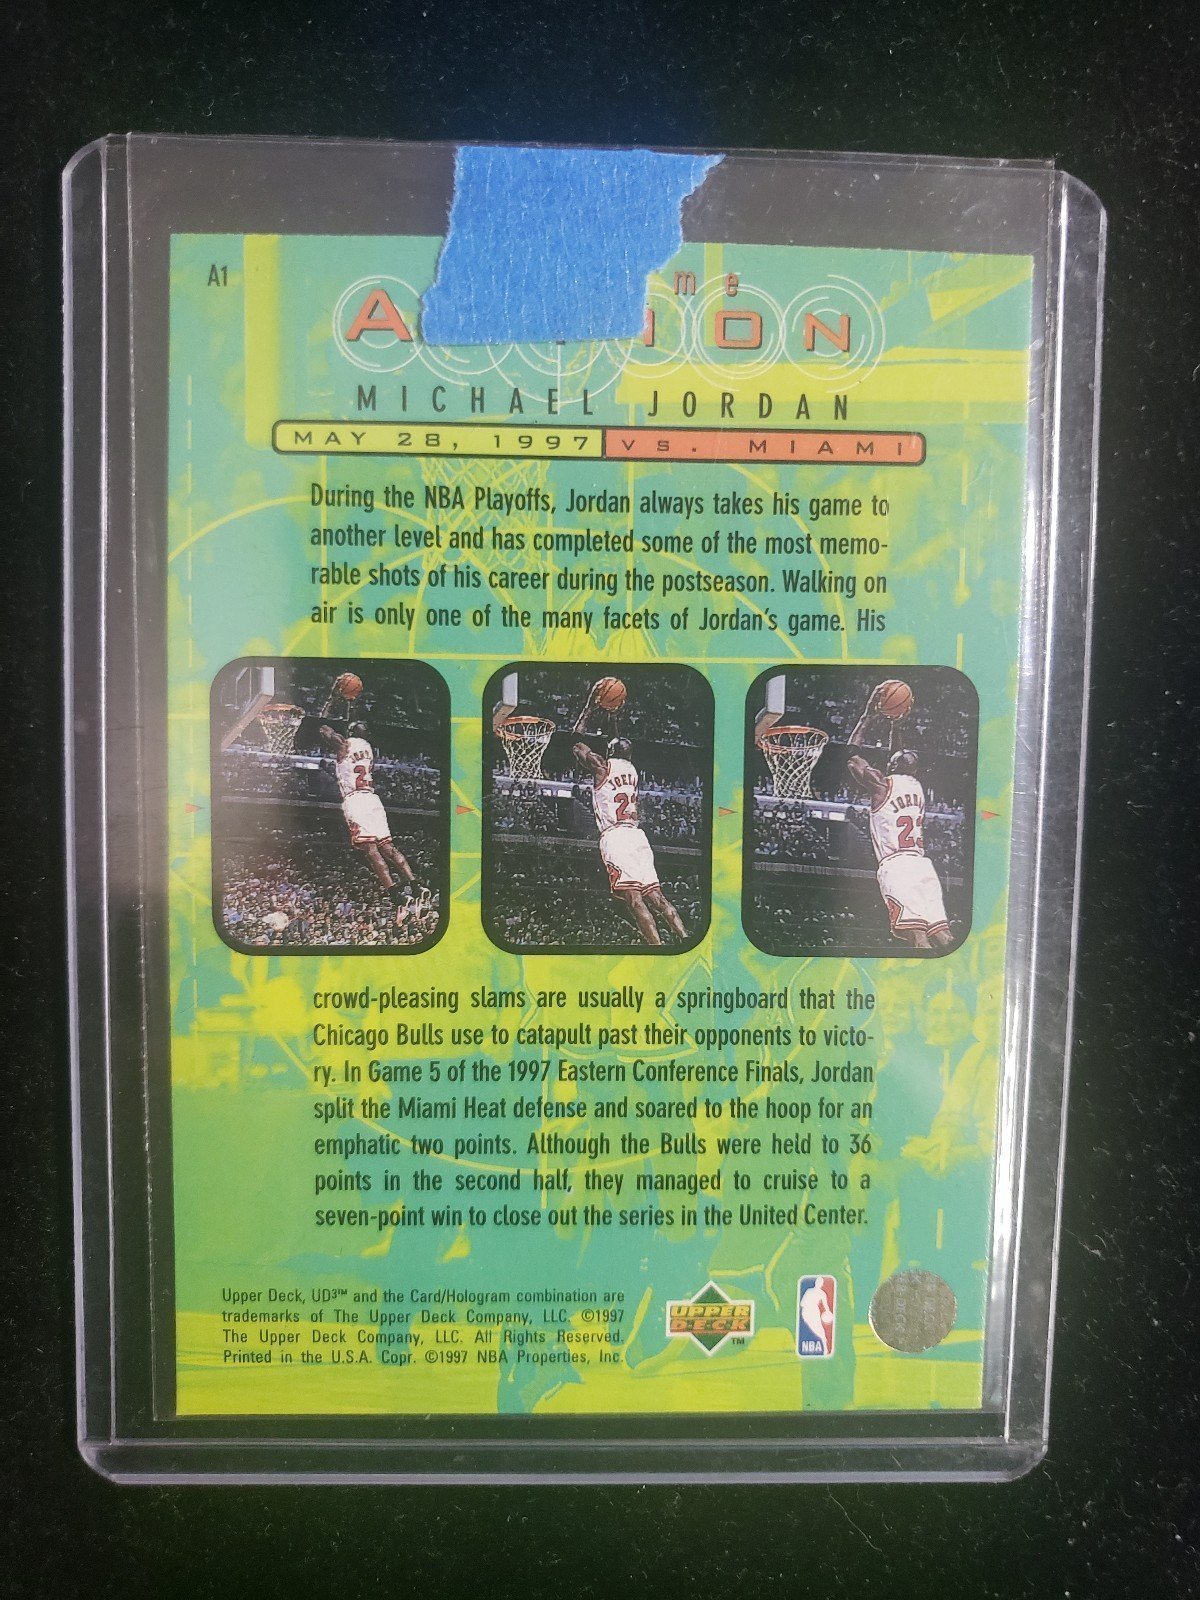 A1
me
A ION
MICHAEL JORDAN
MAY 28, 1997 VS. MIAMI
During the NBA Playoffs, Jordan always takes his game to
another level and has completed some of the most memo-
rable shots of his career during the postseason. Walking on
air is only one of the many facets of Jordan's game. His
crowd-pleasing slams are usually a springboard that the
Chicago Bulls use to catapult past their opponents to victo-
ry. In Game 5 of the 1997 Eastern Conference Finals, Jordan
split the Miami Heat defense and soared to the hoop for an
emphatic two points. Although the Bulls were held to 36
points in the second half, they managed to cruise to a
seven-point win to close out the series in the United Center.
Upper Deck, UD³™ and the Card/Hologram combination are
trademarks of The Upper Deck Company, LLC. ©1997
The Upper Deck Company, LLC. All Rights Reserved.
Printed in the U.S.A. Copr. ©1997 NBA Properties, Inc.
UPPER
DECK
™
NBA